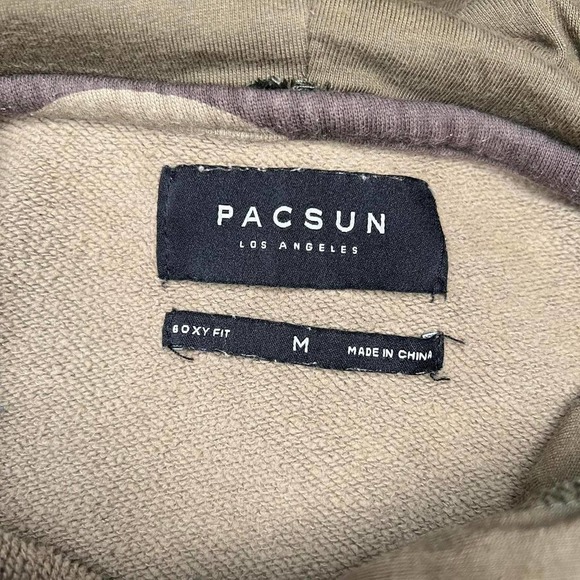 PACSUN
LOS ANGELES
BOXY FIT
M
MADE IN CHINA